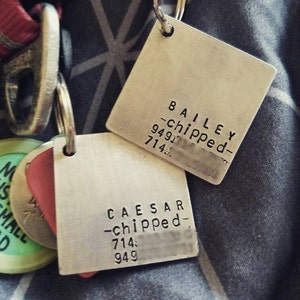 BAILEY
-chipped-
949.
714.
CAESAR
-chipped-
714.
949